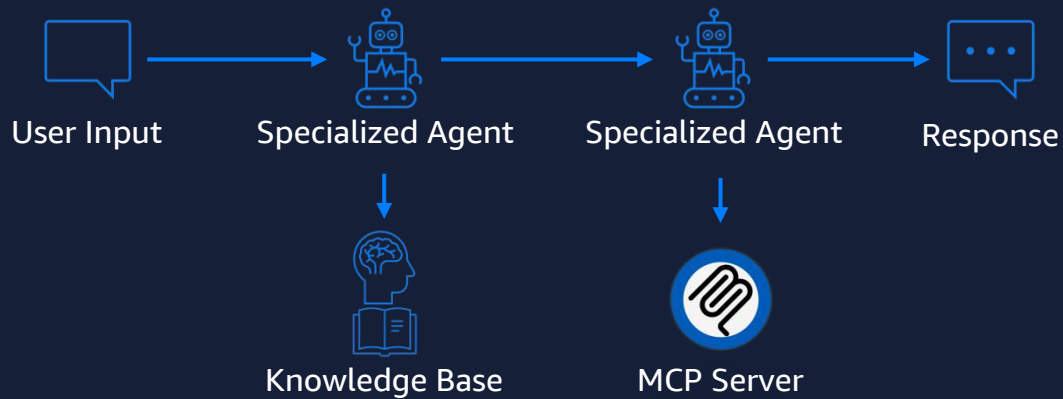 User Input
Specialized Agent
Specialized Agent
Response
Knowledge Base
MCP Server